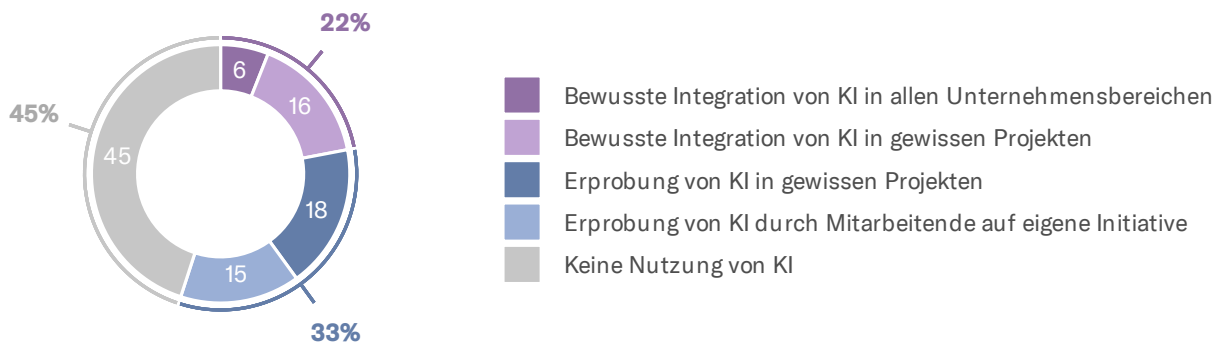 22%
6
16
45%
45
18
15
33%
Bewusste Integration von KI in allen Unternehmensbereichen
Bewusste Integration von KI in gewissen Projekten
Erprobung von KI in gewissen Projekten
Erprobung von KI durch Mitarbeitende auf eigene Initiative
Keine Nutzung von KI